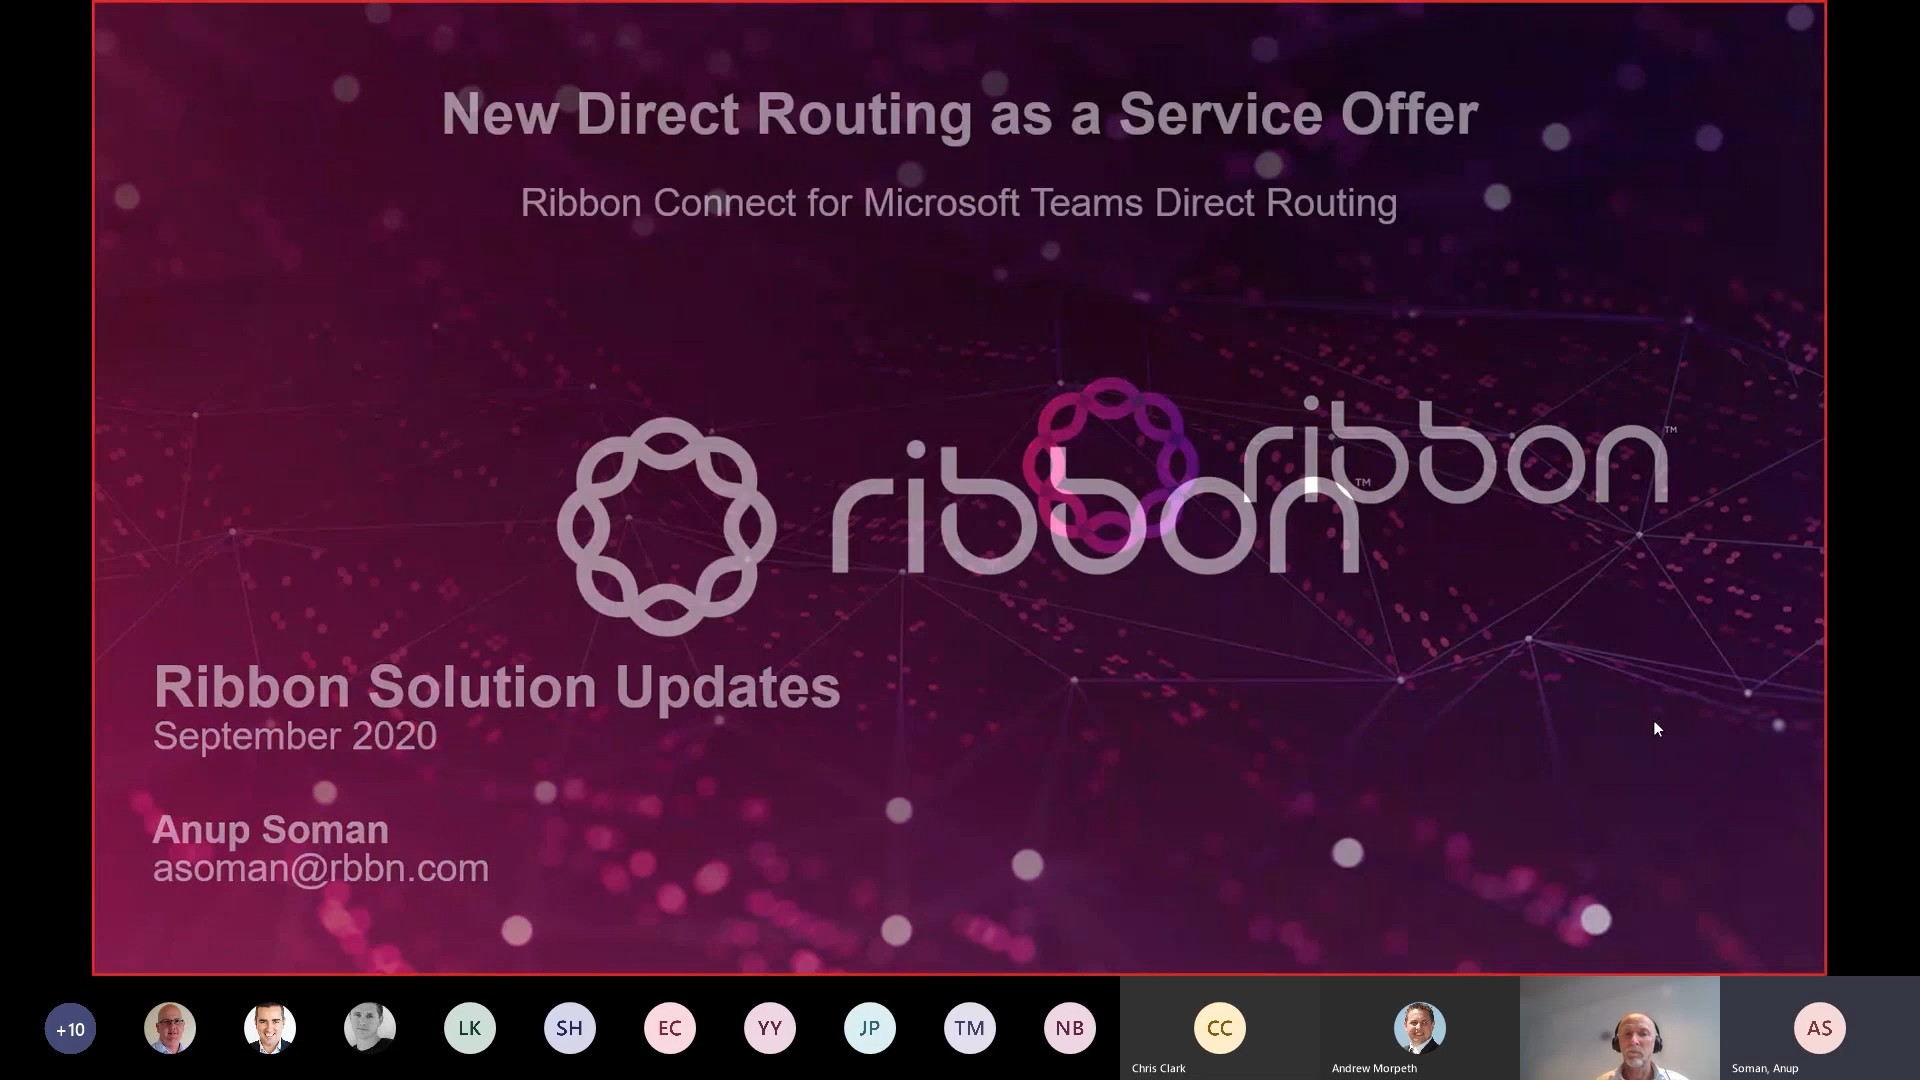 New Direct Routing as a Service Offer
Ribbon Connect for Microsoft Teams Direct Routing
ribbon™
ribbon™
Ribbon Solution Updates
September 2020
Anup Soman
asoman@rbbn.com
+10
LK
SH
EC
YY
JP
TM
NB
CC
AS
Chris Clark
Andrew Morpeth
Soman, Anup